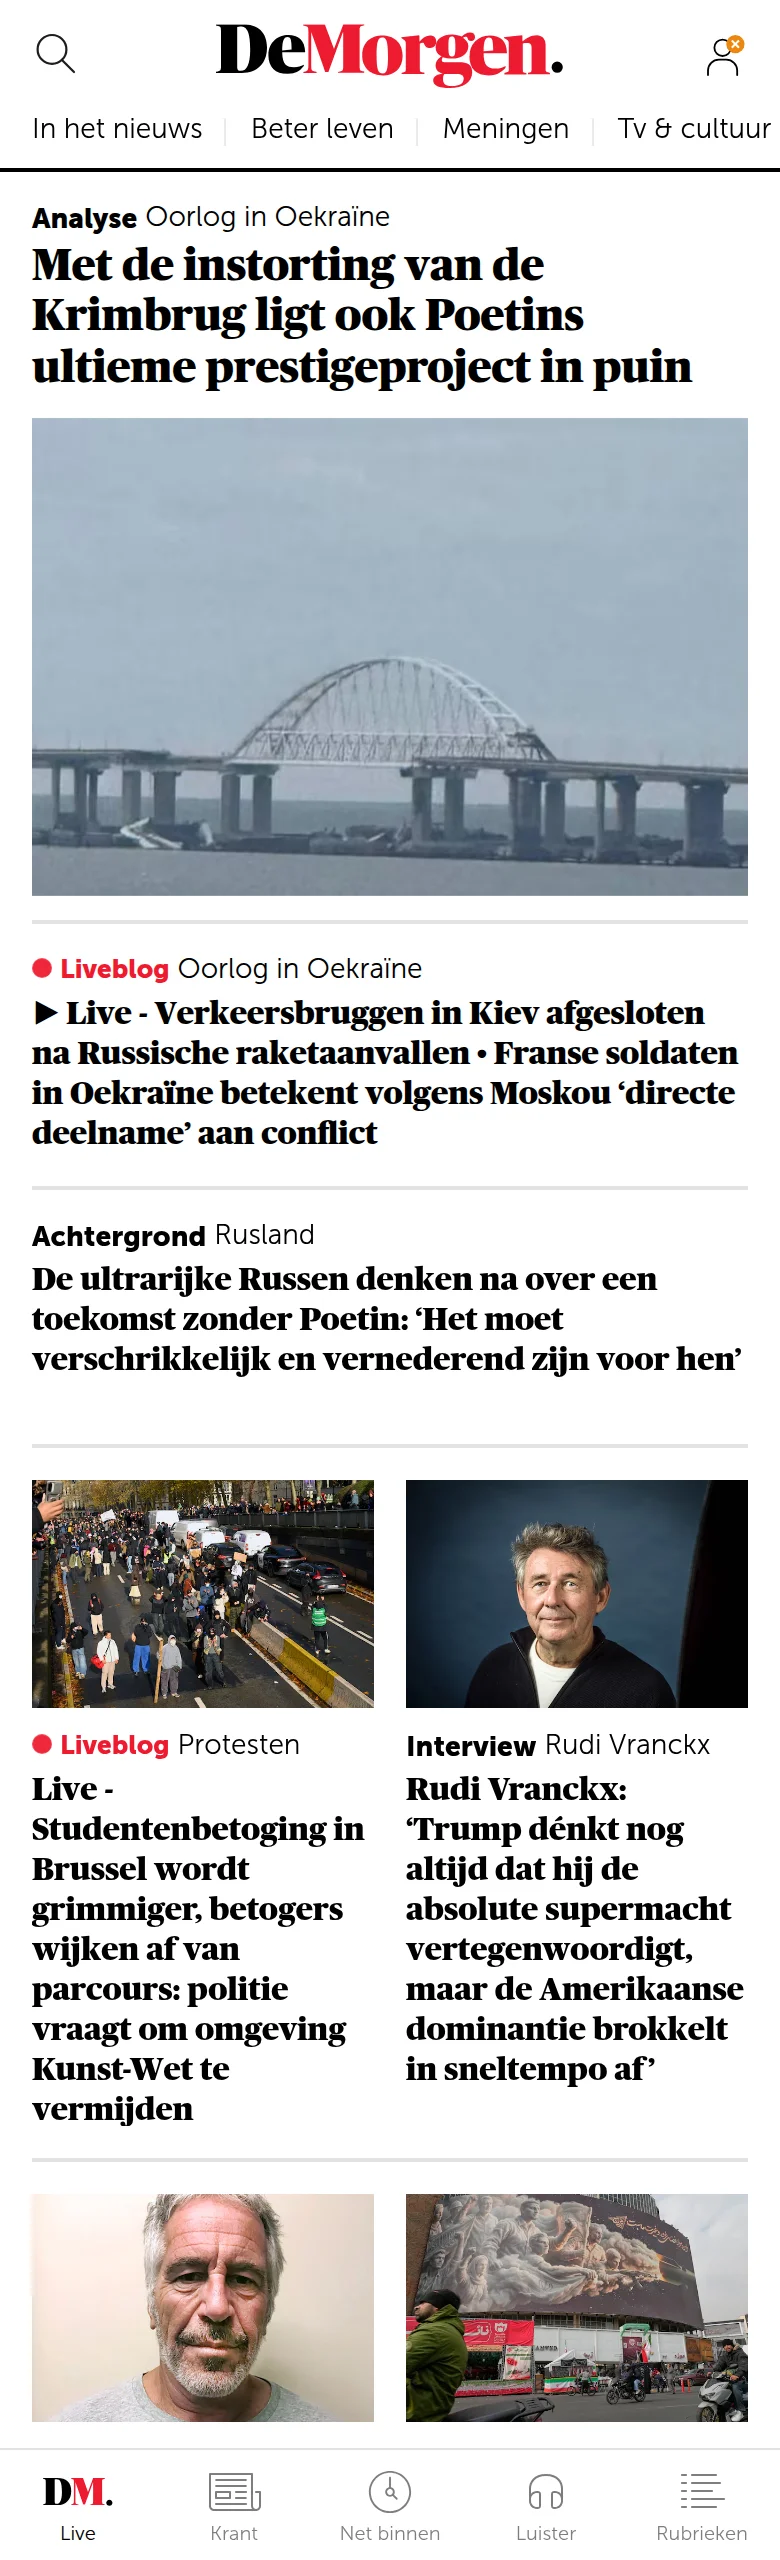 DeMorgen.
In het nieuws
Beter leven
Meningen
Tv & cultuur
Analyse Oorlog in Oekraïne
Met de instorting van de
Krimbrug ligt ook Poetins
ultieme prestigeproject in puin
Liveblog Oorlog in Oekraïne
► Live - Verkeersbruggen in Kiev afgesloten
na Russische raketaanvallen • Franse soldaten
in Oekraïne betekent volgens Moskou ‘directe
deelname’ aan conflict
Achtergrond Rusland
De ultrarijke Russen denken na over een
toekomst zonder Poetin: ‘Het moet
verschrikkelijk en vernederend zijn voor hen’
Liveblog Protesten
Live -
Studentenbetoging in
Brussel wordt
grimmiger, betogers
wijken af van
parcours: politie
vraagt om omgeving
Kunst-Wet te
vermijden
Interview Rudi Vranckx
Rudi Vranckx:
‘Trump dénkt nog
altijd dat hij de
absolute supermacht
vertegenwoordigt,
maar de Amerikaanse
dominantie brokkelt
in sneltempo af’
DM.
Live
Krant
Net binnen
Luister
Rubrieken